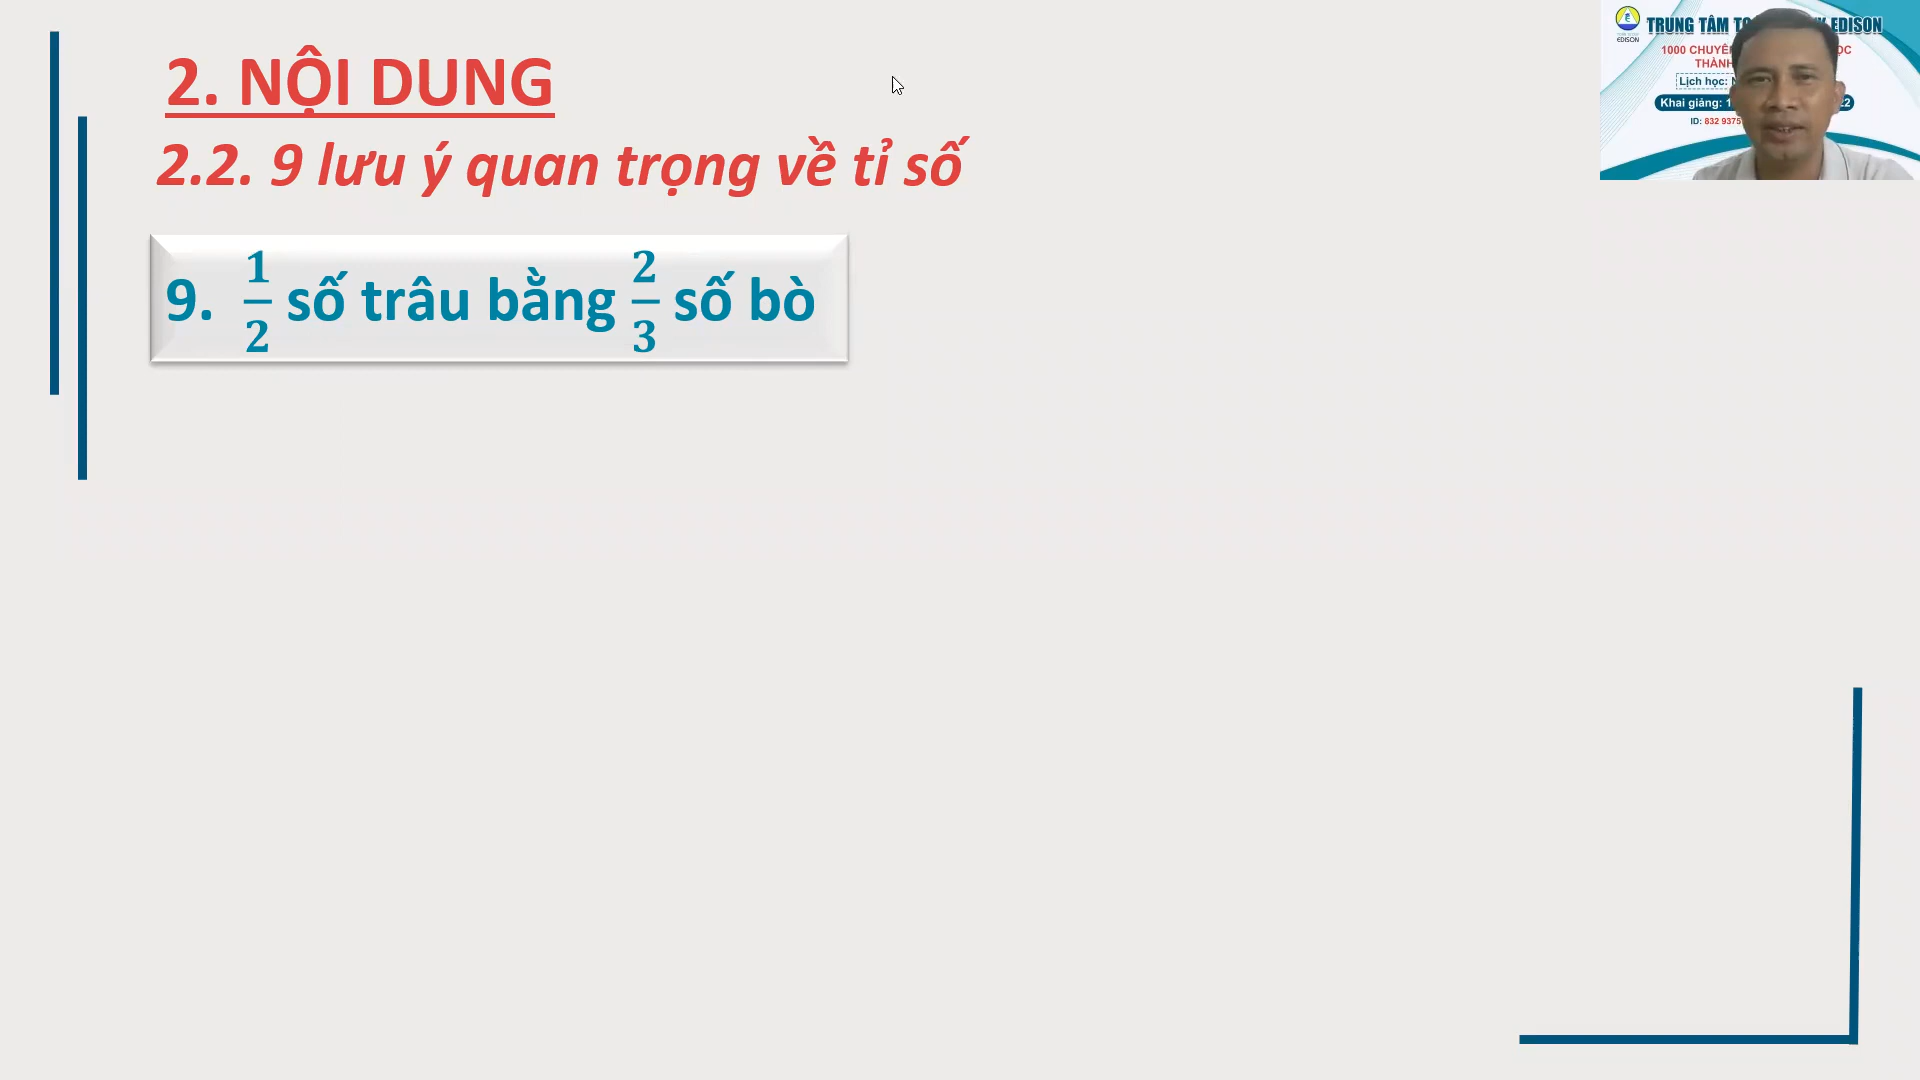 2. NỘI DUNG
2.2. 9 lưu ý quan trọng về tỉ số
9. 1/2 số trâu bằng 2/3 số bò
EDISON
TRUNG TÂM EDISON
1000
THÀNH
Lịch học:
Khai giảng:
ID: 832 9375